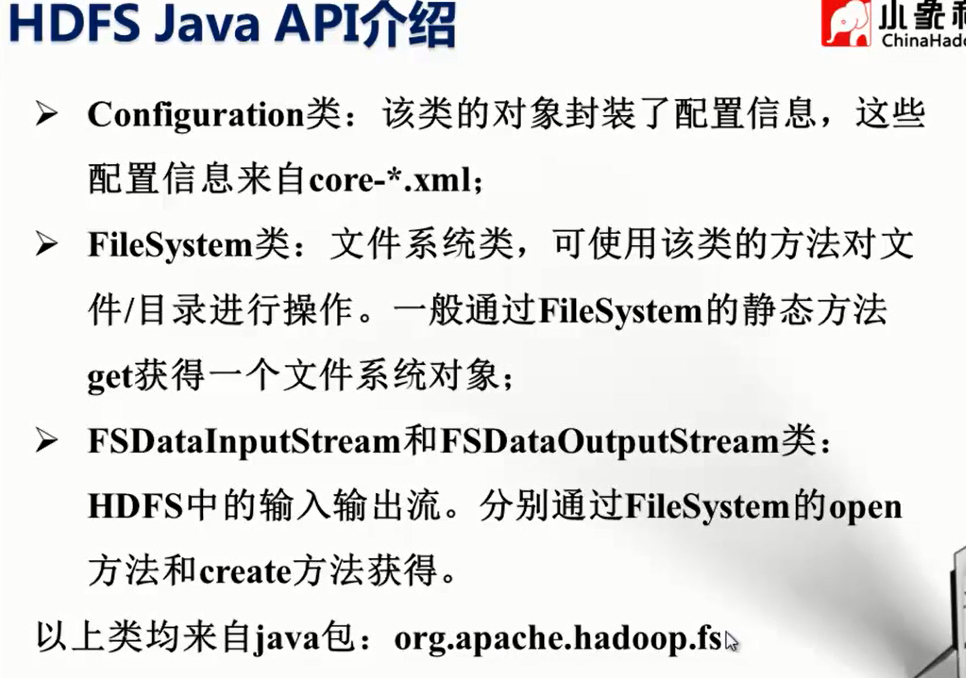 HDFS Java API介绍
小象
ChinaHado
➢ Configuration类：该类的对象封装了配置信息，这些
配置信息来自core-*.xml；
➢ FileSystem类：文件系统类，可使用该类的方法对文
件/目录进行操作。一般通过FileSystem的静态方法
get获得一个文件系统对象；
➢ FSDataInputStream和FSDataOutputStream类：
HDFS中的输入输出流。分别通过FileSystem的open
方法和create方法获得。
以上类均来自java包：org.apache.hadoop.fs